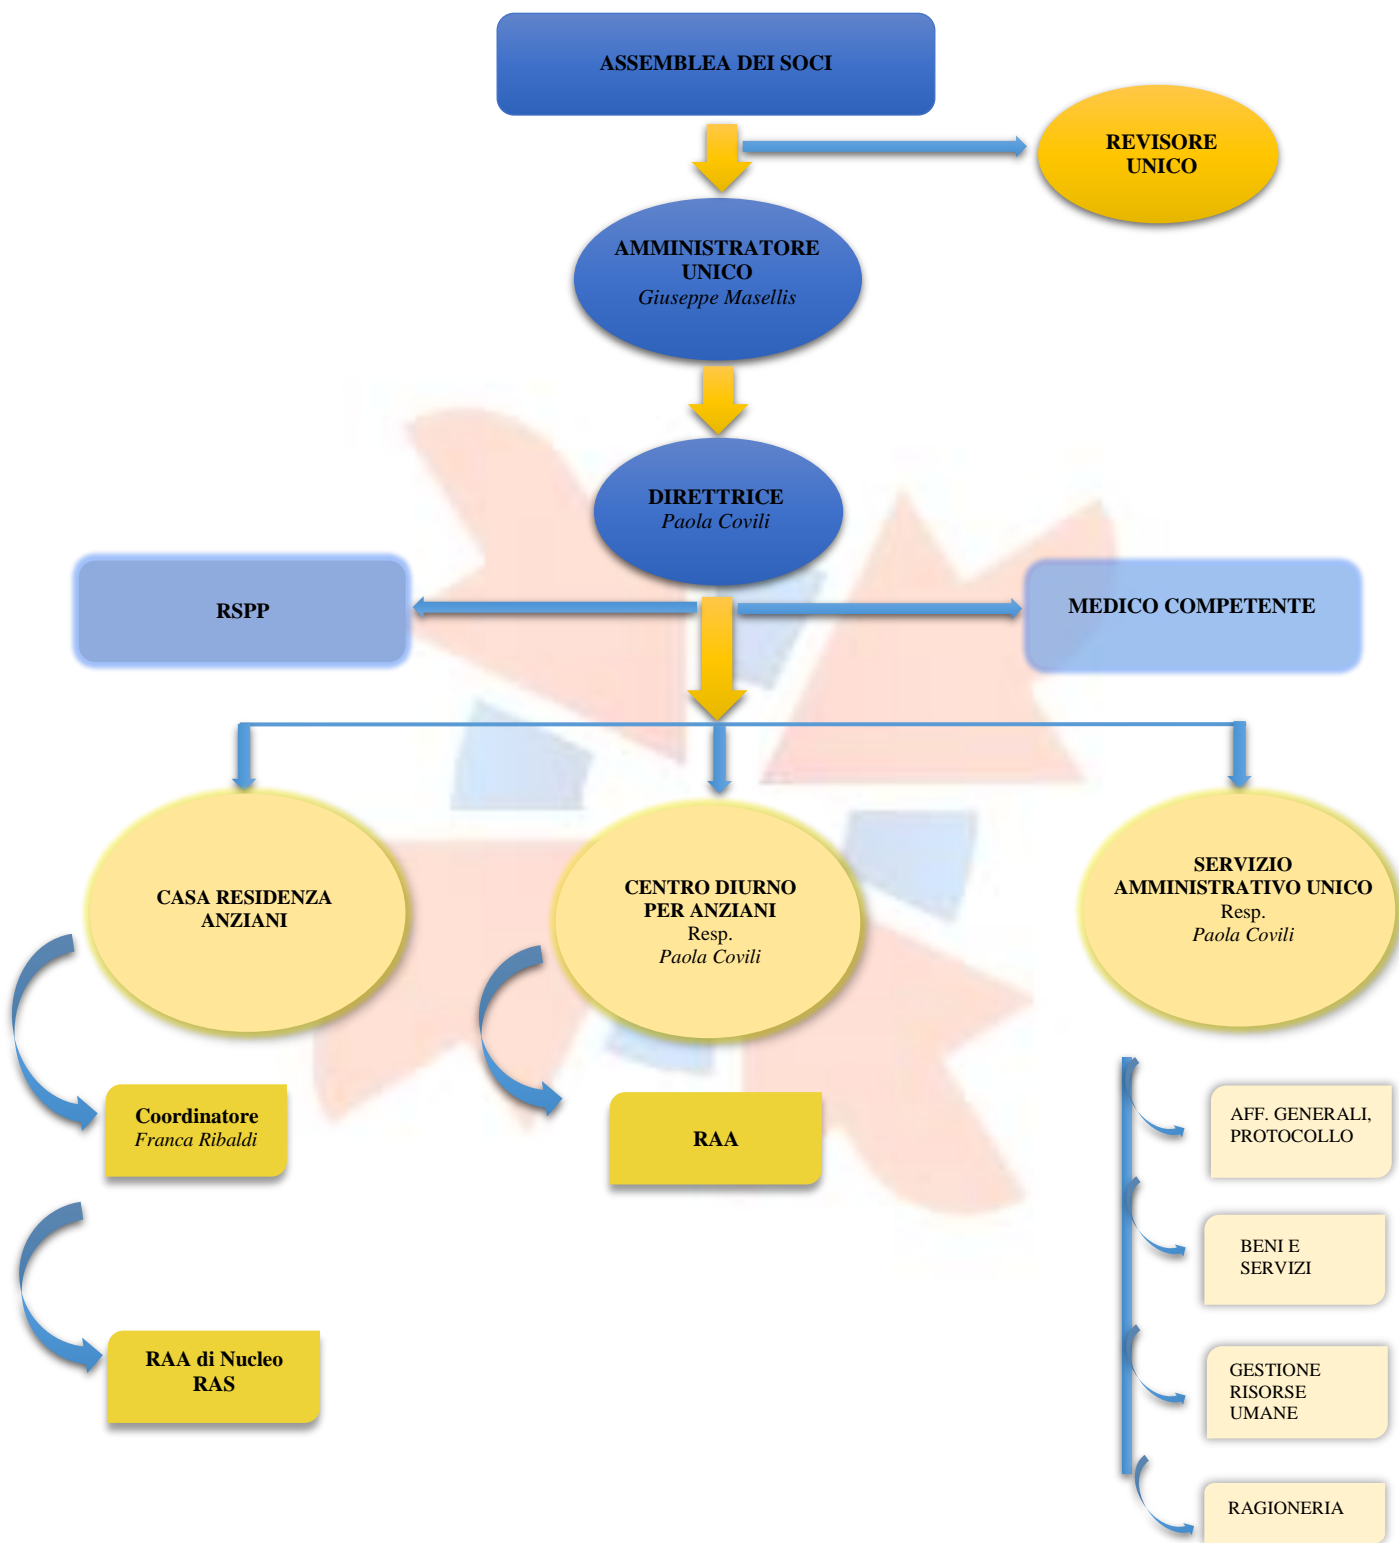 ASSEMBLEA DEI SOCI
REVISORE
UNICO
AMMINISTRATORE
UNICO
Giuseppe Masellis
DIRETTRICE
Paola Covili
RSPP
MEDICO COMPETENTE
CASA RESIDENZA
ANZIANI
CENTRO DIURNO
PER ANZIANI
Resp.
Paola Covili
SERVIZIO
AMMINISTRATIVO UNICO
Resp.
Paola Covili
Coordinatore
Franca Ribaldi
RAA
AFF. GENERALI,
PROTOCOLLO
BENI E
SERVIZI
RAA di Nucleo
RAS
GESTIONE
RISORSE
UMANE
RAGIONERIA